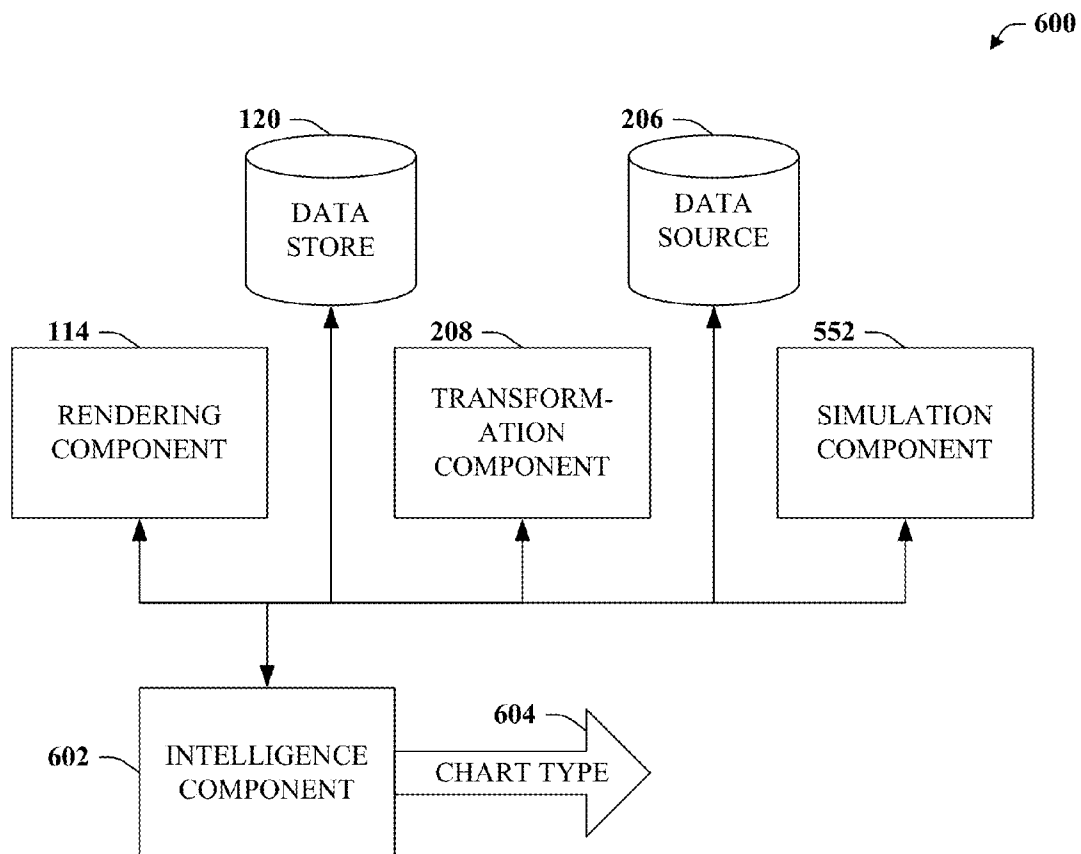 600
120
206
DATA
STORE
DATA
SOURCE
114
208
552
RENDERING
COMPONENT
TRANSFORM-
ATION
COMPONENT
SIMULATION
COMPONENT
602
INTELLIGENCE
COMPONENT
604
CHART TYPE